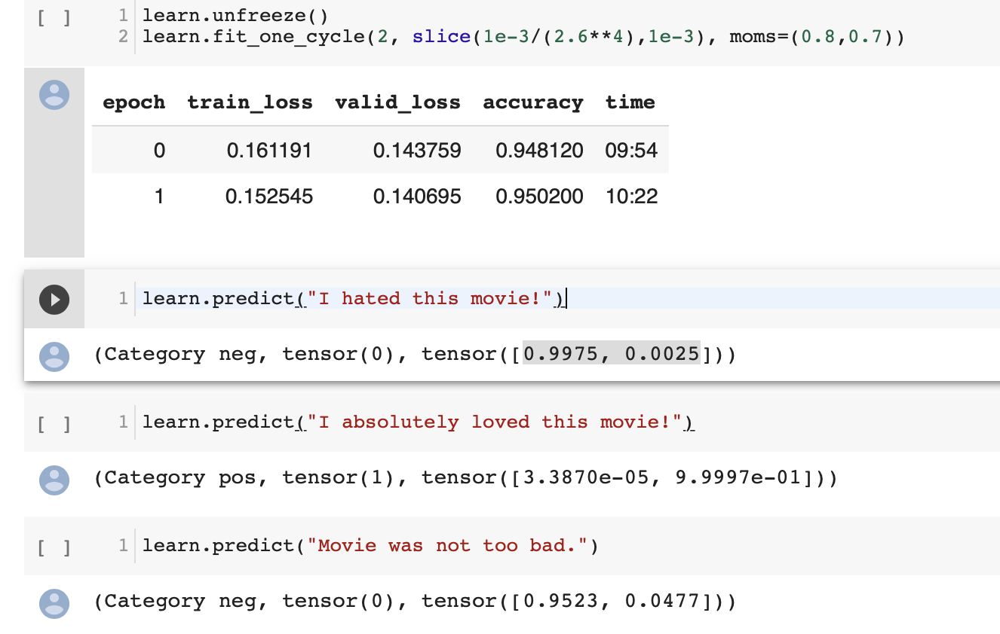 [ ] 1 learn.unfreeze()
2 learn.fit_one_cycle(2, slice(1e-3/(2.6**4),1e-3), moms=(0.8,0.7))
epoch train_loss valid_loss accuracy time
0 0.161191 0.143759 0.948120 09:54
1 0.152545 0.140695 0.950200 10:22
1 learn.predict("I hated this movie!")
(Category neg, tensor(0), tensor([0.9975, 0.0025]))
[ ] 1 learn.predict("I absolutely loved this movie!")
(Category pos, tensor(1), tensor([3.3870e-05, 9.9997e-01]))
[ ] 1 learn.predict("Movie was not too bad.")
(Category neg, tensor(0), tensor([0.9523, 0.0477]))